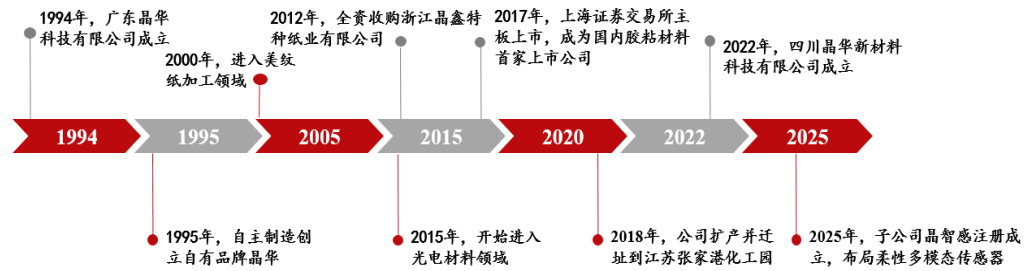 1994年，广东晶华
科技有限公司成立
2000年，进入美纹
纸加工领域
2012年，全资收购浙江晶鑫特
种纸业有限公司
2017年，上海证券交易所主
板上市，成为国内胶粘材料
首家上市公司
2022年，四川晶华新材料
科技有限公司成立
1994
1995
2005
2015
2020
2022
2025
1995年，自主制造创
立自有品牌晶华
2015年，开始进入
光电材料领域
2018年，公司扩产并迁
址到江苏张家港化工园
2025年，子公司晶智感注册成
立，布局柔性多模态传感器